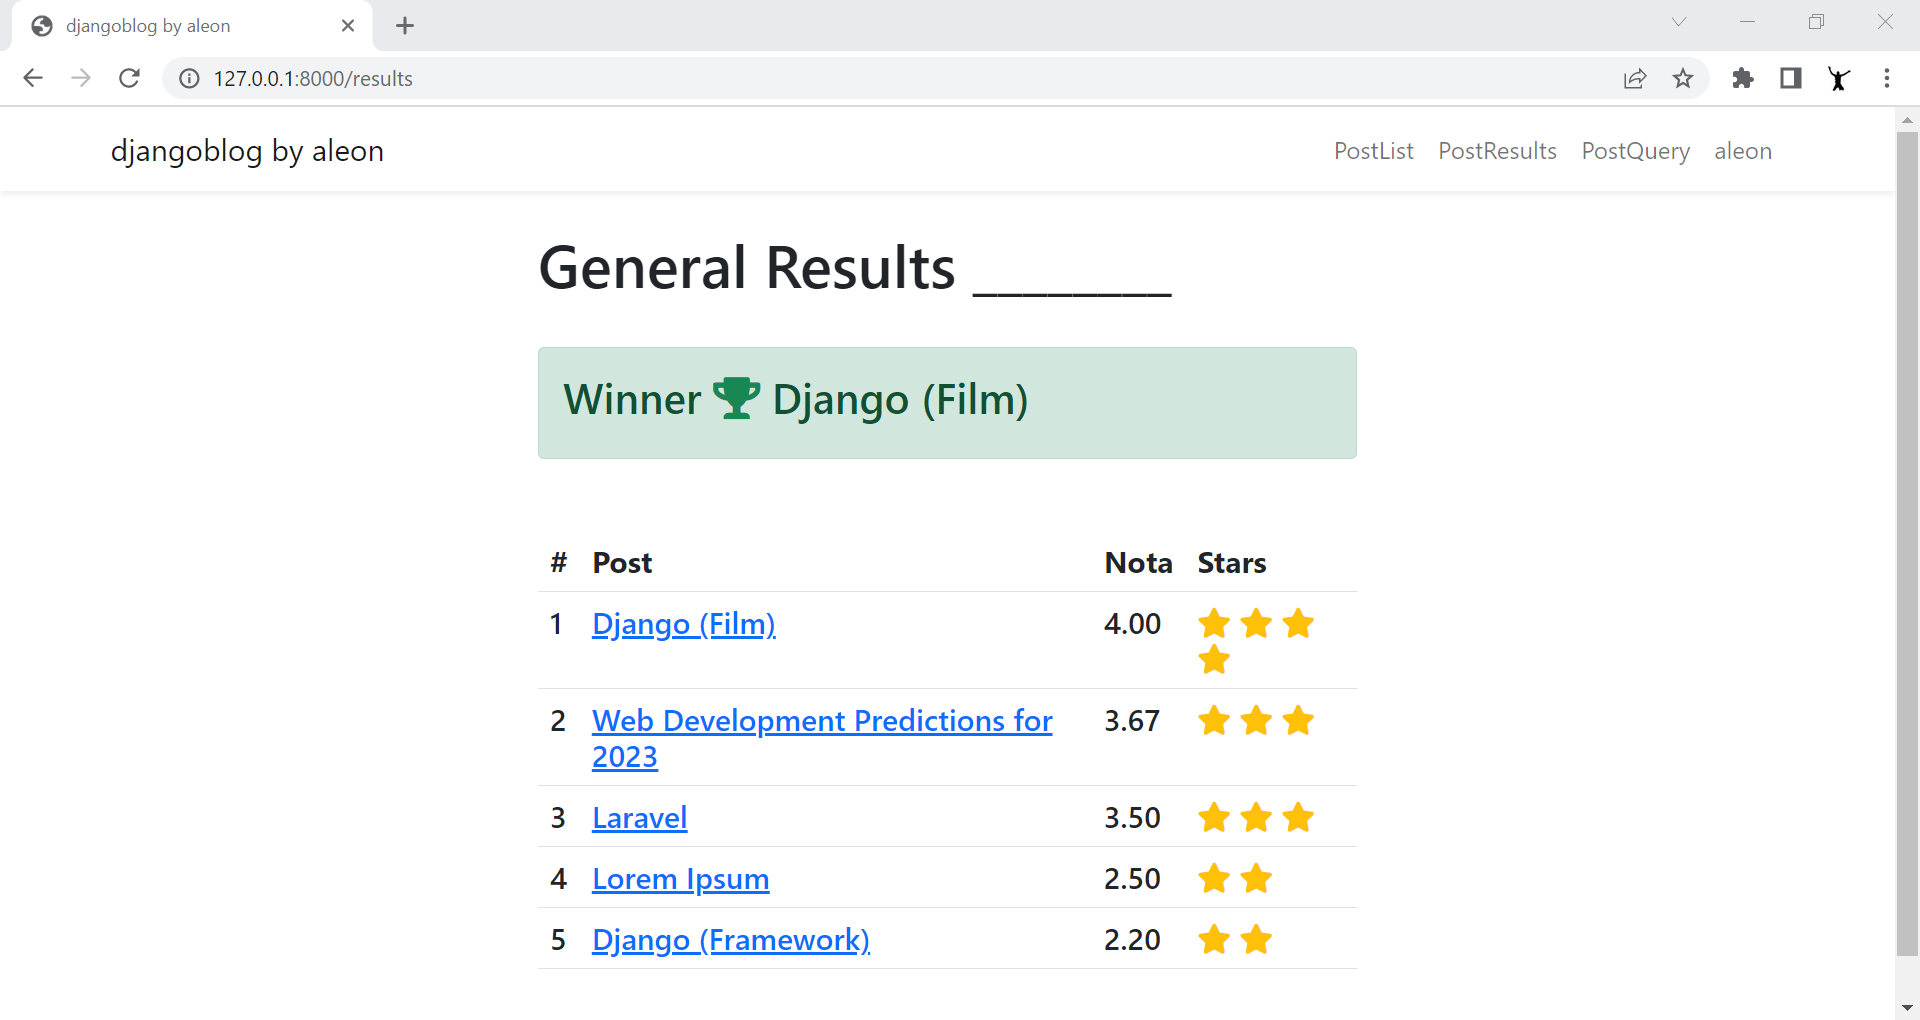 djangoblog by aleon
127.0.0.1:8000/results
djangoblog by aleon PostList PostResults PostQuery aleon
General Results ________
Winner Django (Film)
# Post Nota Stars
1 Django (Film) 4.00
2 Web Development Predictions for 3.67
2023
3 Laravel 3.50
4 Lorem Ipsum 2.50
5 Django (Framework) 2.20